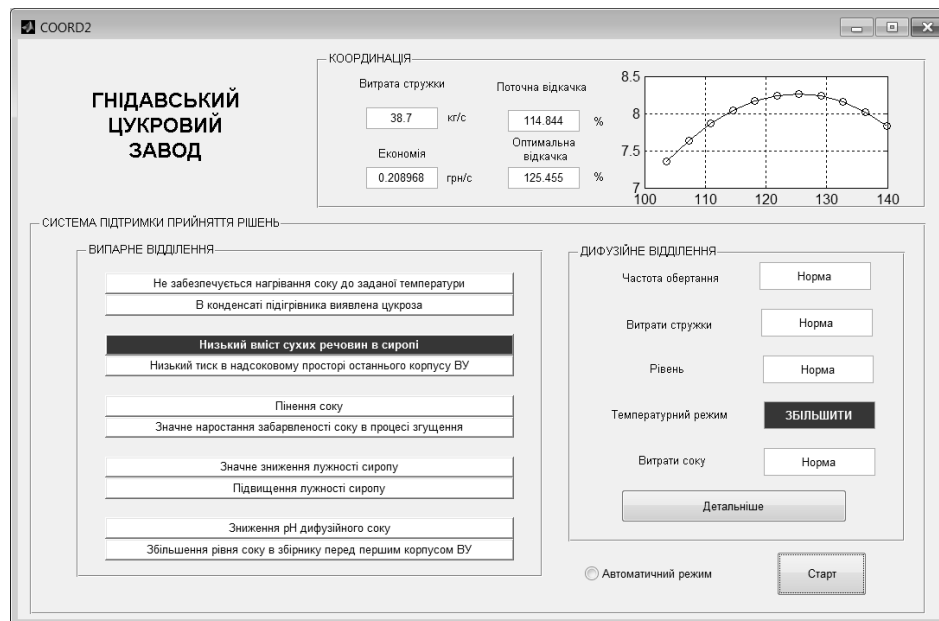 COORD2
ГНІДАВСЬКИЙ
ЦУКРОВИЙ
ЗАВОД
КООРДИНАЦІЯ
Витрата стружки
38.7 кг/с
Економія
0.208968 грн/с
Поточна відкачка
114.844 %
Оптимальна
відкачка
125.455 %
8.5
8
7.5
7
100 110 120 130 140
СИСТЕМА ПІДТРИМКИ ПРИЙНЯТТЯ РІШЕНЬ
ВИПАРНЕ ВІДДІЛЕННЯ
Не забезпечується нагрівання соку до заданої температури
В конденсаті підігрівника виявлена цукроза
Низький вміст сухих речовин в сиропі
Низький тиск в надсоковому просторі останнього корпусу ВУ
Пінення соку
Значне наростання забарвленості соку в процесі згущення
Значне зниження лужності сиропу
Підвищення лужності сиропу
Зниження рН дифузійного соку
Збільшення рівня соку в збірнику перед першим корпусом ВУ
ДИФУЗІЙНЕ ВІДДІЛЕННЯ
Частота обертання Норма
Витрати стружки Норма
Рівень Норма
Температурний режим ЗБІЛЬШИТИ
Витрати соку Норма
Детальніше
Автоматичний режим
Старт